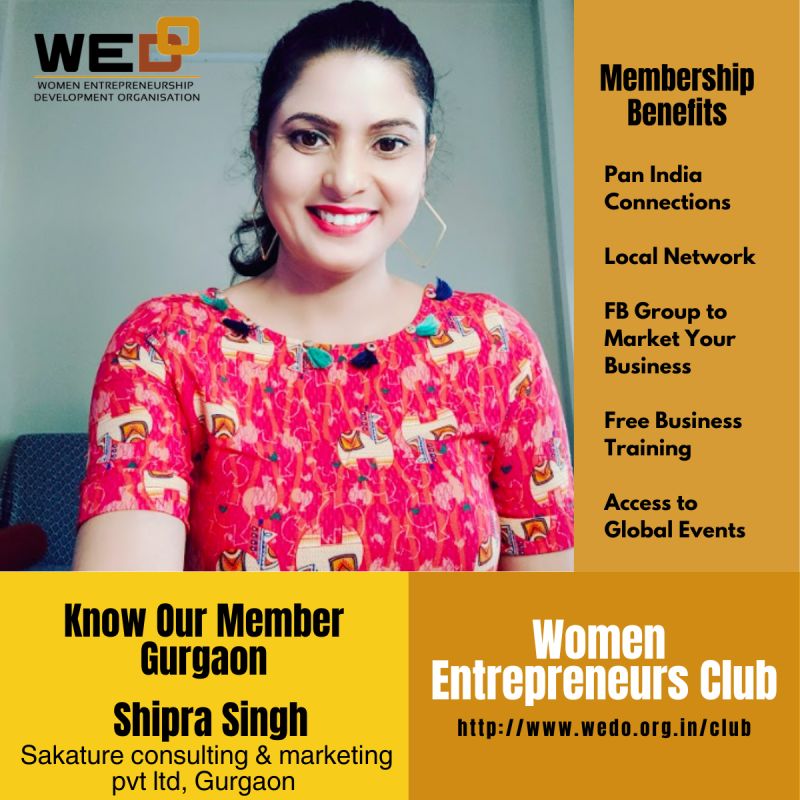 WEDO
WOMEN ENTREPRENEURSHIP
DEVELOPMENT ORGANISATION
Membership
Benefits
Pan India
Connections
Local Network
FB Group to
Market Your
Business
Free Business
Training
Access to
Global Events
Know Our Member
Gurgaon
Shipra Singh
Sakature consulting & marketing
pvt ltd, Gurgaon
Women
Entrepreneurs Club
http://www.wedo.org.in/club